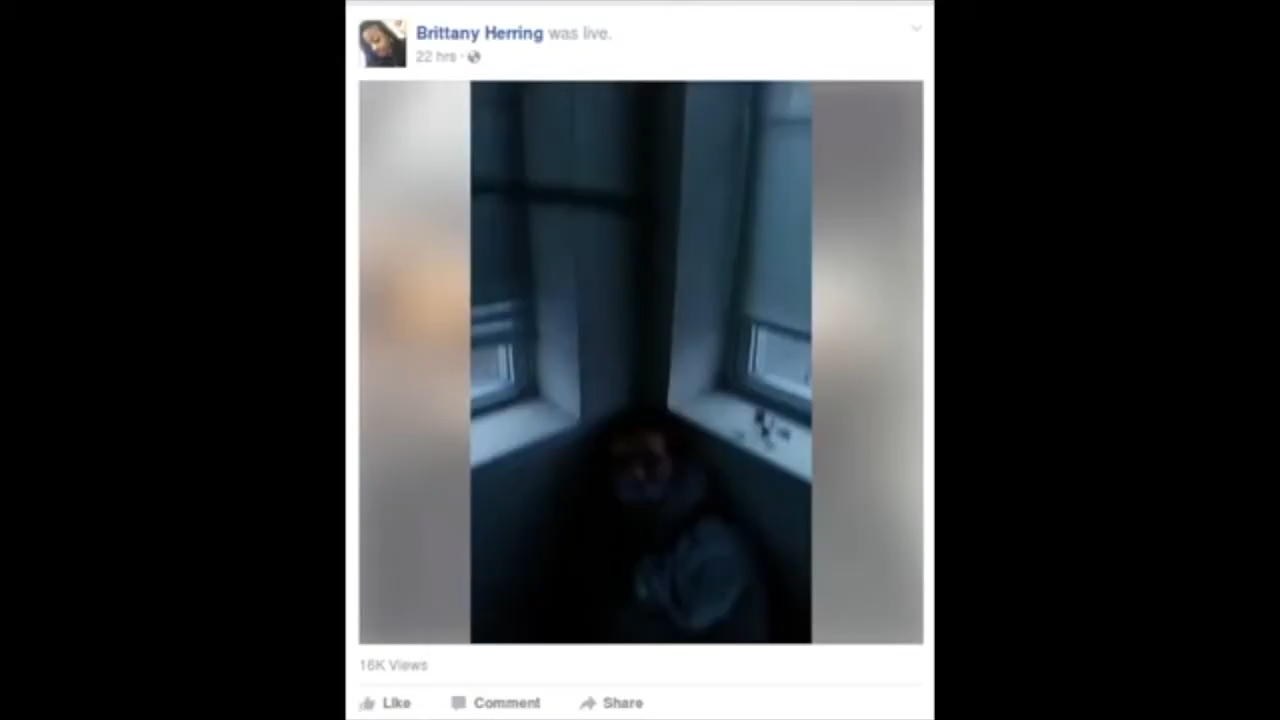 Brittany Herring was live.
22 hrs ·
16K Views
Like Comment Share